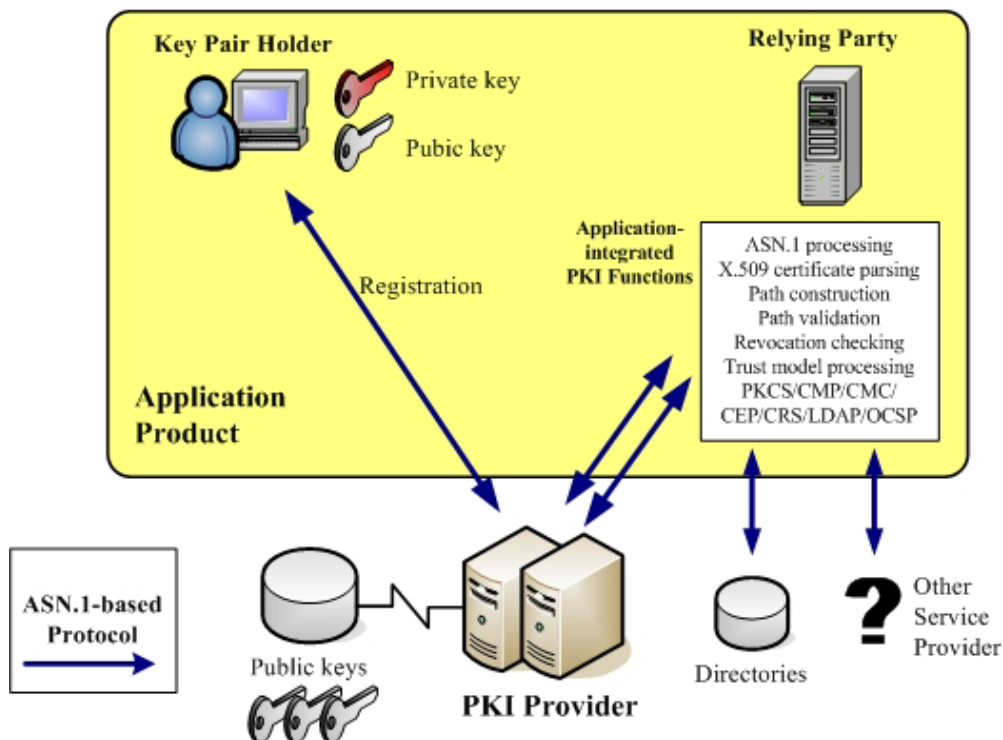 Key Pair Holder
Private key
Pubic key
Relying Party
Application-
integrated
PKI Functions
ASN.1 processing
X.509 certificate parsing
Path construction
Path validation
Revocation checking
Trust model processing
PKCS/CMP/CMC/
CEP/CRS/LDAP/OCSP
Registration
Application
Product
ASN.1-based
Protocol
Public keys
PKI Provider
Directories
?
Other
Service
Provider